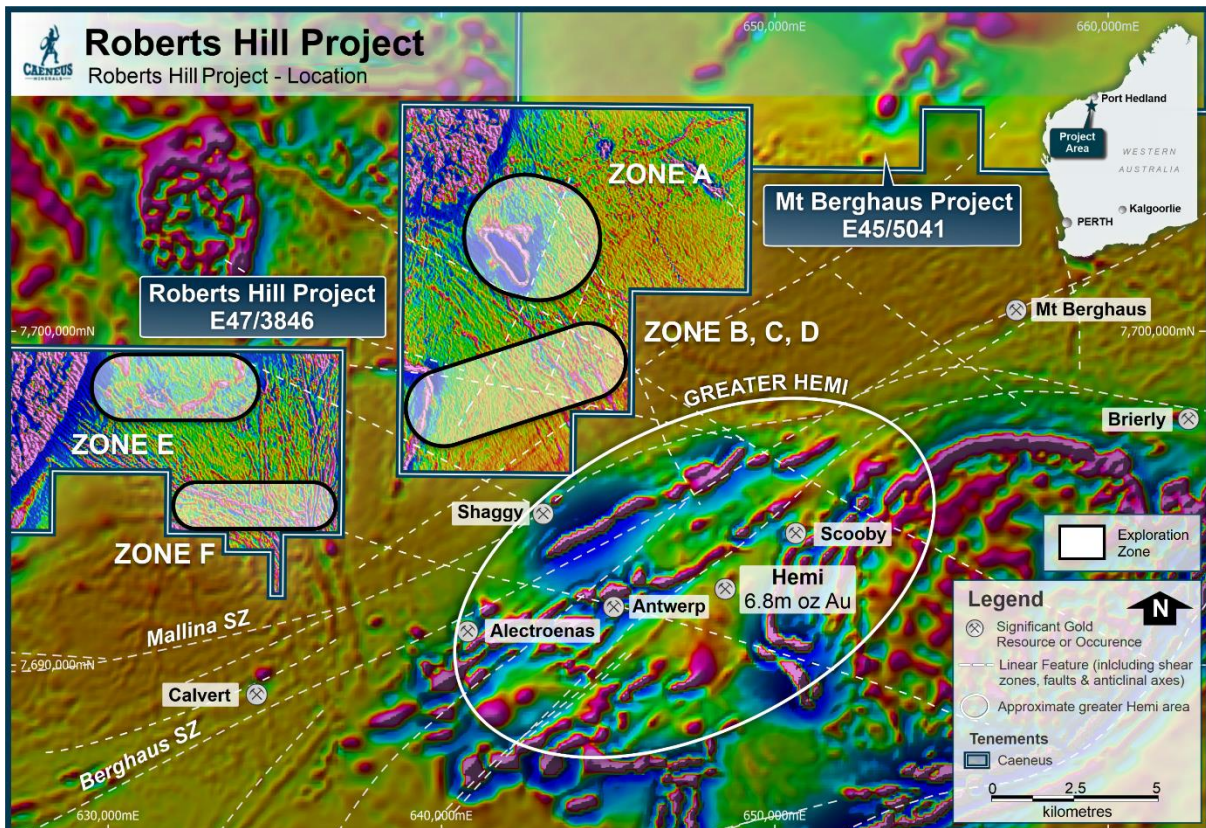 CAENEUS
MINERALS
Roberts Hill Project
Roberts Hill Project - Location
650,000mE
660,000mE
Port Hedland
Project
Area
WESTERN
AUSTRALIA
Kalgoorlie
PERTH
ZONE A
Mt Berghaus Project
E45/5041
Roberts Hill Project
E47/3846
7,700,000mN
Mt Berghaus
7,700,000mN
ZONE B, C, D
GREATER HEMI
Brierly
ZONE E
Shaggy
Scooby
ZONE F
Hemi
6.8m oz Au
Antwerp
Alectroenas
Mallina SZ
7,690,000mN
Calvert
Berghaus SZ
630,000mE
640,000mE
650,000mE
Exploration
Zone
Legend
N
Significant Gold
Resource or Occurence
Linear Feature (inlcluding shear
zones, faults & anticlinal axes)
Approximate greater Hemi area
Tenements
Caeneus
0 2.5 5
kilometres